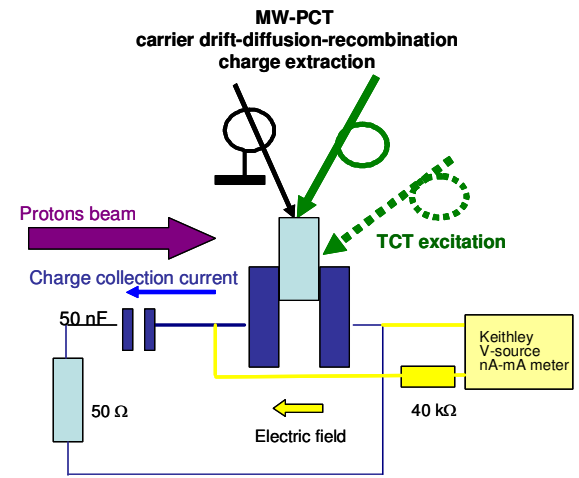 MW-PCT
carrier drift-diffusion-recombination
charge extraction
Protons beam
TCT excitation
Charge collection current
50 nF
Keithley
V-source
nA-mA meter
50 Ω
40 kΩ
Electric field